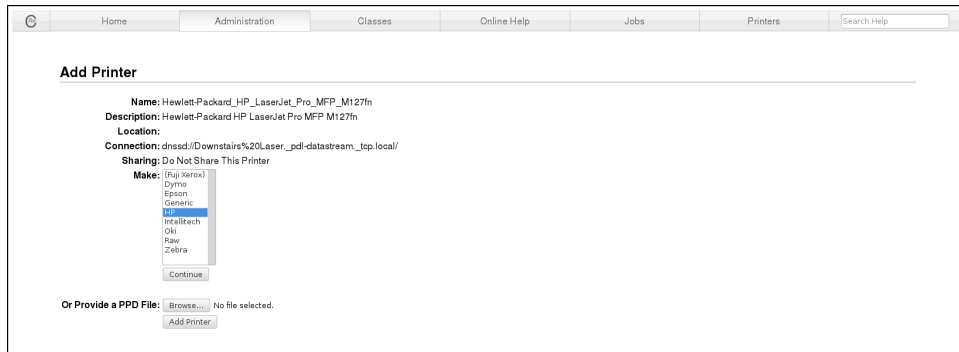 Home Administration Classes Online Help Jobs Printers Search Help
Add Printer
Name: Hewlett-Packard_HP_LaserJet_Pro_MFP_M127fn
Description: Hewlett-Packard HP LaserJet Pro MFP M127fn
Location:
Connection: dnssd://Downstairs%20Laser._pdl-datastream._tcp.local/
Sharing: Do Not Share This Printer
Make: (Fuji Xerox)
Dymo
Epson
Generic
HP
Intellitech
Oki
Raw
Zebra
Continue
Or Provide a PPD File: Browse... No file selected.
Add Printer